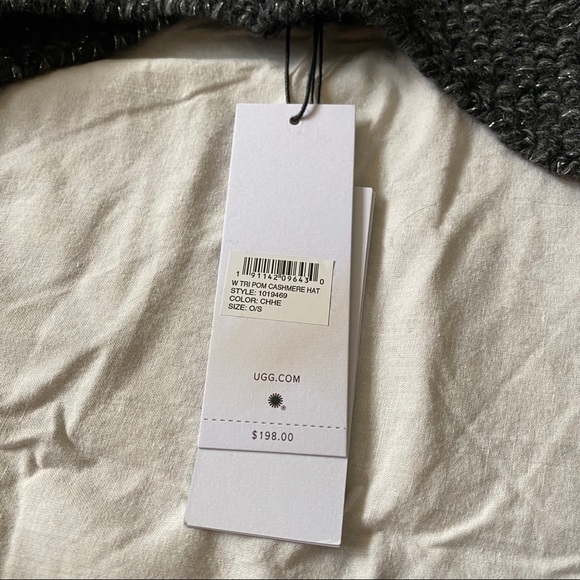 1 91142 09643 0
W TRI POM CASHMERE HAT
STYLE: 1019469
COLOR: CHHE
SIZE: O/S
UGG.COM
®
$198.00